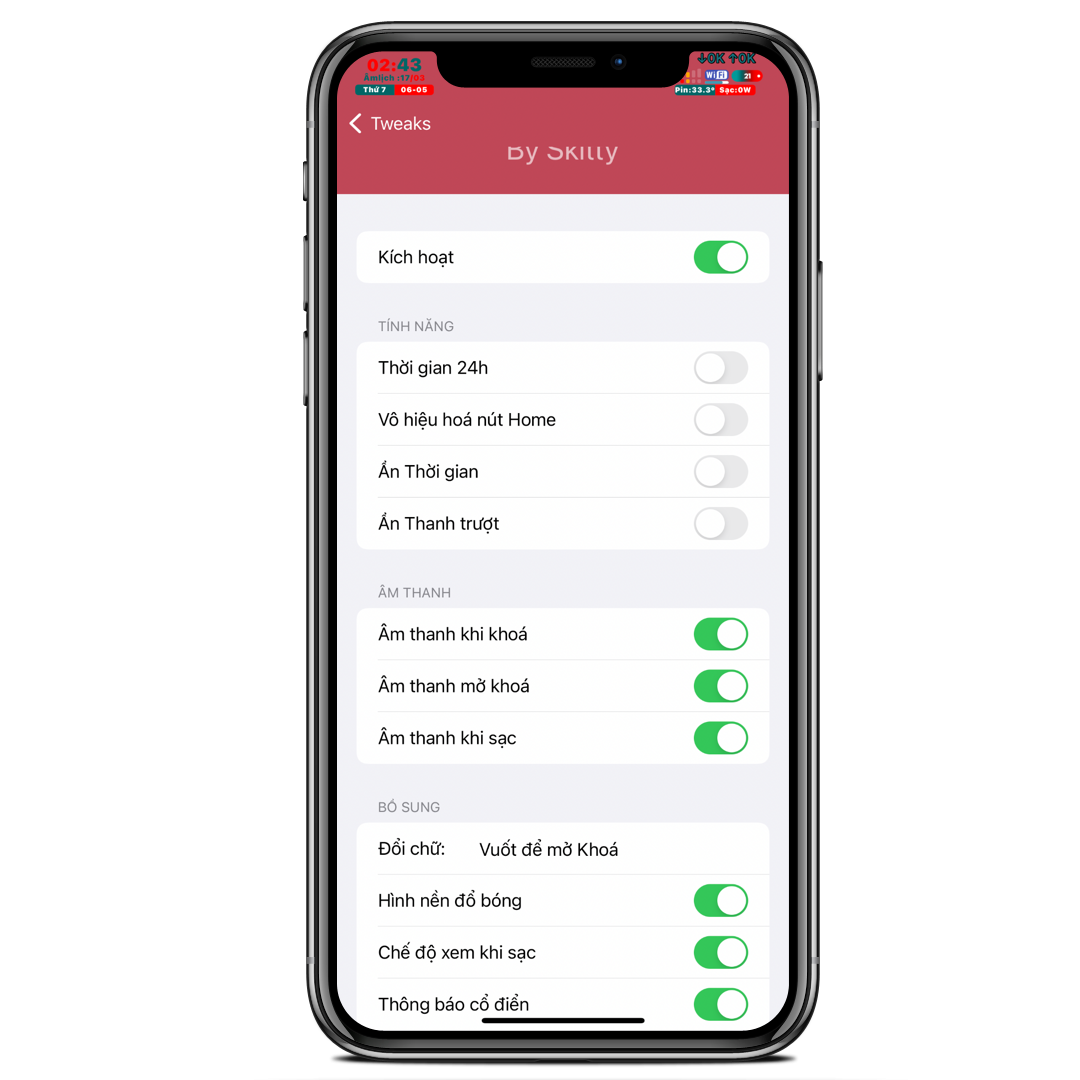 02:43
Âmlịch :17/03
Thứ 7 06-05
↓0K ↑0K
WiFi 21
Pin:33.3° Sạc:0W
Tweaks
By Skitty
Kích hoạt
TÍNH NĂNG
Thời gian 24h
Vô hiệu hoá nút Home
Ẩn Thời gian
Ẩn Thanh trượt
ÂM THANH
Âm thanh khi khoá
Âm thanh mở khoá
Âm thanh khi sạc
BỔ SUNG
Đổi chữ: Vuốt để mở Khoá
Hình nền đổ bóng
Chế độ xem khi sạc
Thông báo cổ điển